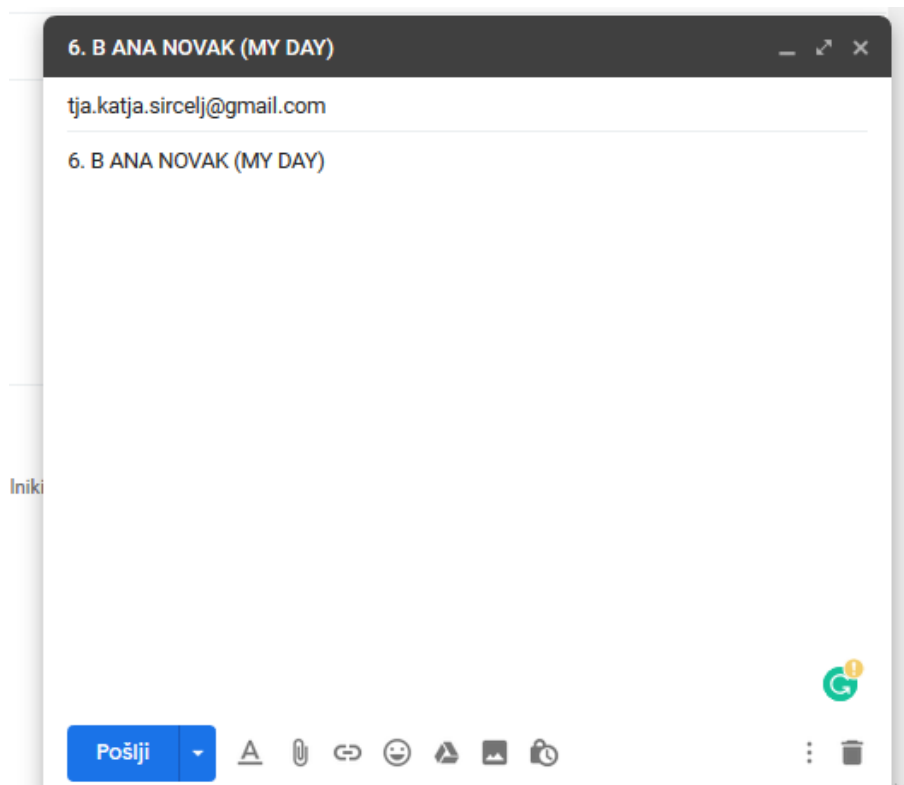 6. B ANA NOVAK (MY DAY)
tja.katja.sircelj@gmail.com
6. B ANA NOVAK (MY DAY)
Iniki
Pošlji